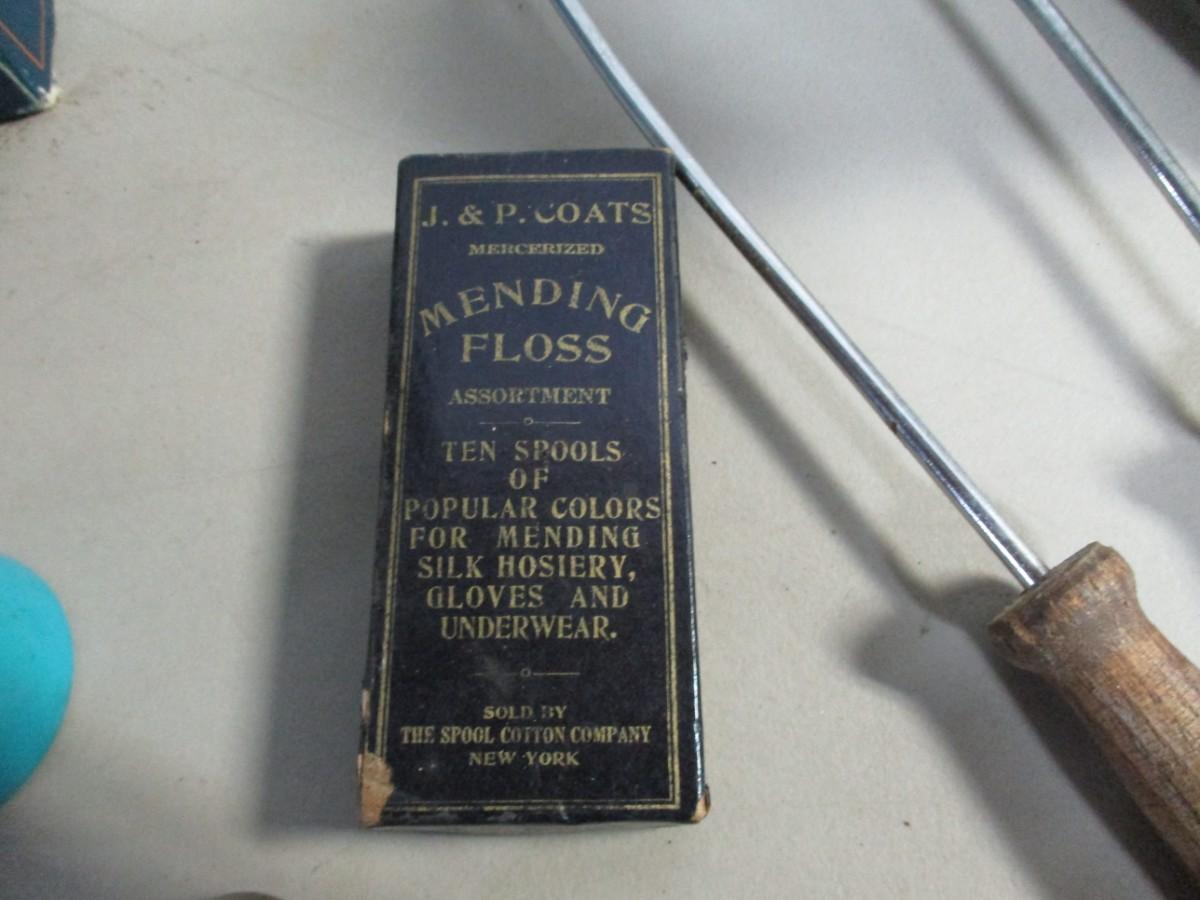 J. & P. COATS
MERCERIZED
MENDING
FLOSS
ASSORTMENT
TEN SPOOLS
OF
POPULAR COLORS
FOR MENDING
SILK HOSIERY,
GLOVES AND
UNDERWEAR.
SOLD BY
THE SPOOL COTTON COMPANY
NEW YORK